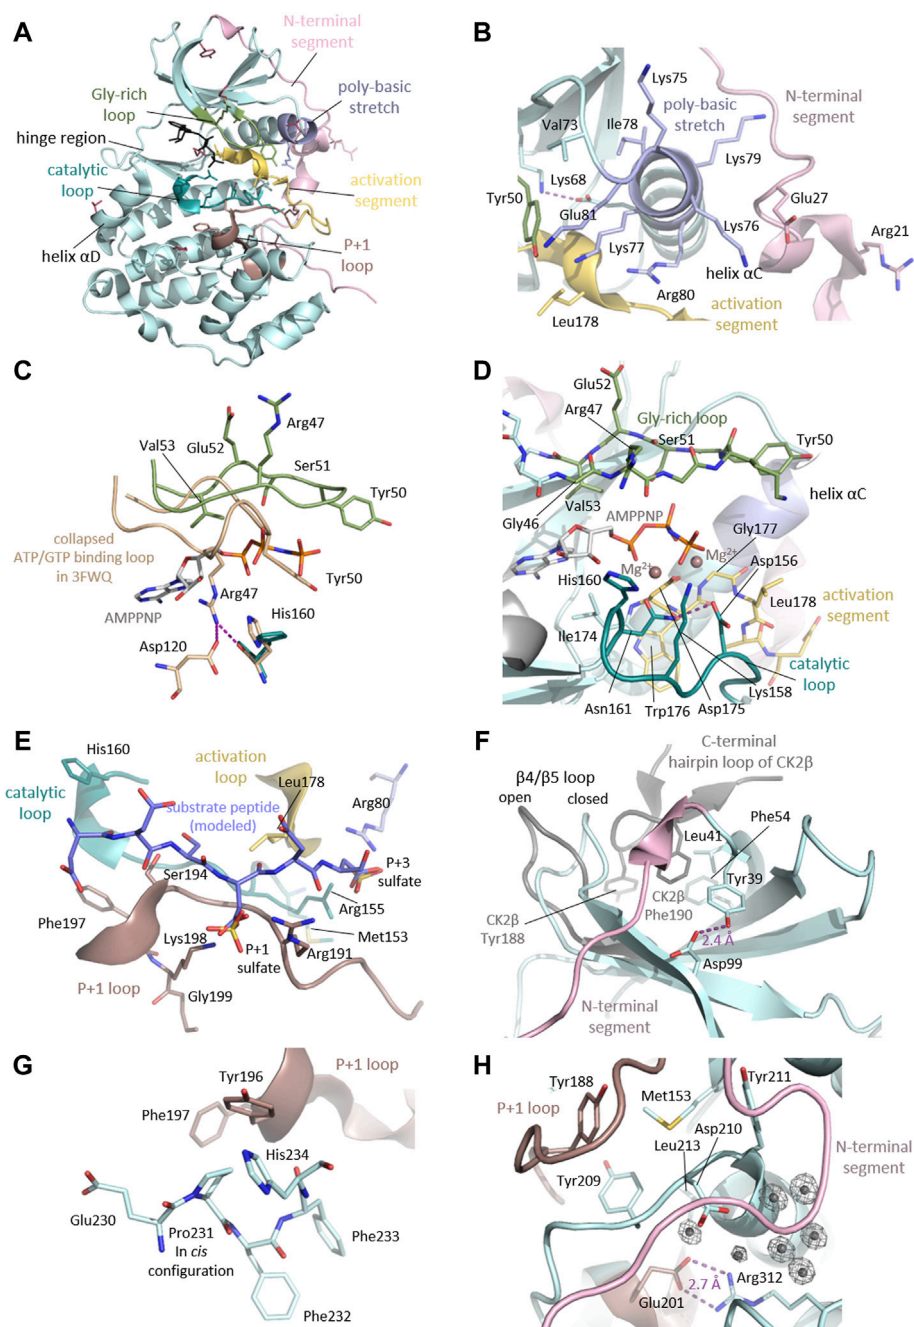 A
N-terminal
segment
Gly-rich
loop
poly-basic
stretch
hinge region
catalytic
loop
activation
segment
helix αD
P+1
loop
B
Lys75
poly-basic
stretch
N-terminal
segment
Val73
Ile78
Lys79
Lys68
Glu27
Tyr50
Glu81
Lys76
Arg21
Lys77
helix αC
Arg80
Leu178
activation
segment
C
Arg47
Glu52
Val53
Ser51
Tyr50
collapsed
ATP/GTP binding loop
in 3FWQ
Tyr50
Arg47
AMPPNP
His160
Asp120
D
Glu52
Arg47
Gly-rich loop
Ser51
Tyr50
helix αC
Val53
Gly46
AMPPNP
Gly177
Mg2+
Mg2+
Asp156
His160
Leu178
activation
segment
Ile174
catalytic
loop
Lys158
Asn161
Trp176
Asp175
E
His160
activation
loop
Leu178
catalytic
loop
substrate peptide
(modeled)
Arg80
P+3
sulfate
Ser194
Arg155
Phe197
Lys198
P+1
sulfate
Met153
Arg191
P+1 loop
Gly199
F
C-terminal
hairpin loop of CK2β
β4/β5 loop
open
closed
Phe54
Leu41
Tyr39
CK2β
Phe190
CK2β
Tyr188
2.4 Å
Asp99
N-terminal
segment
G
P+1 loop
Tyr196
Phe197
His234
Glu230
Pro231
In cis
configuration
Phe233
Phe232
H
Tyr188
Met153
Tyr211
P+1 loop
Asp210
Leu213
N-terminal
segment
Tyr209
Arg312
2.7 Å
Glu201